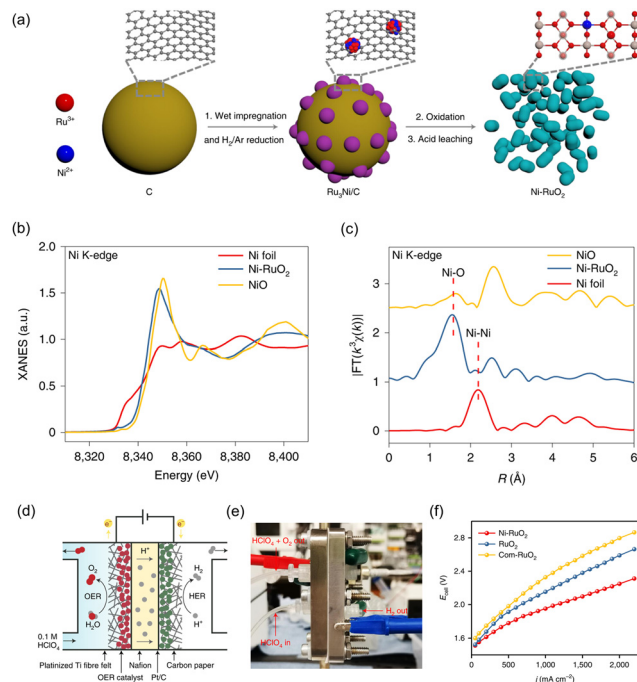 (a)
Ru3+
Ni2+
C
1. Wet impregnation
and H2/Ar reduction
Ru3Ni/C
2. Oxidation
3. Acid leaching
Ni-RuO2
(b)
Ni K-edge
Ni foil
Ni-RuO2
NiO
XANES (a.u.)
2.0
1.5
1.0
0.5
0
8,320
8,340
8,360
8,380
8,400
Energy (eV)
(c)
Ni K-edge
NiO
Ni-RuO2
Ni foil
Ni-O
Ni-Ni
|FT(k3χ(k))|
3
2
1
0
0
1
2
3
4
5
6
R (Å)
(d)
e-
e-
H+
O2
OER
H2O
H2
HER
H+
0.1 M
HClO4
Platinized Ti fibre felt
Nafion
Carbon paper
OER catalyst
Pt/C
(e)
HClO4 + O2 out
H2 out
HClO4 in
(f)
Ni-RuO2
RuO2
Com-RuO2
Ecell (V)
2.8
2.4
2.0
1.6
0
500
1,000
1,500
2,000
j (mA cm-2)